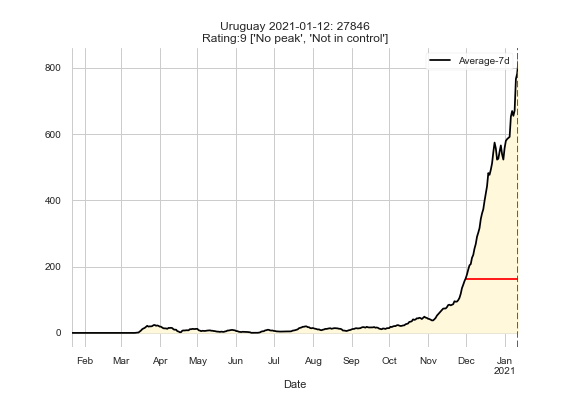 Uruguay 2021-01-12: 27846
Rating:9 ['No peak', 'Not in control']
Average-7d
800
600
400
200
0
Feb Mar Apr May Jun Jul Aug Sep Oct Nov Dec Jan
2021
Date